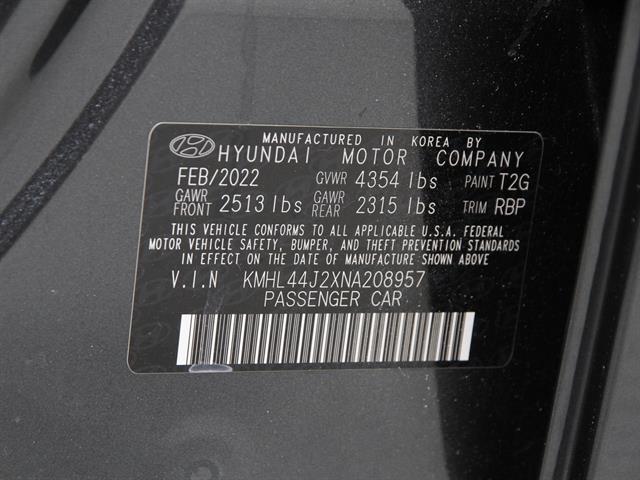 MANUFACTURED IN KOREA BY
HYUNDAI MOTOR COMPANY
FEB/2022 GVWR 4354 lbs PAINT T2G
GAWR FRONT 2513 lbs GAWR REAR 2315 lbs TRIM RBP
THIS VEHICLE CONFORMS TO ALL APPLICABLE U.S.A. FEDERAL
MOTOR VEHICLE SAFETY, BUMPER, AND THEFT PREVENTION STANDARDS
IN EFFECT ON THE DATE OF MANUFACTURE SHOWN ABOVE
V.I.N KMHL44J2XNA208957
PASSENGER CAR